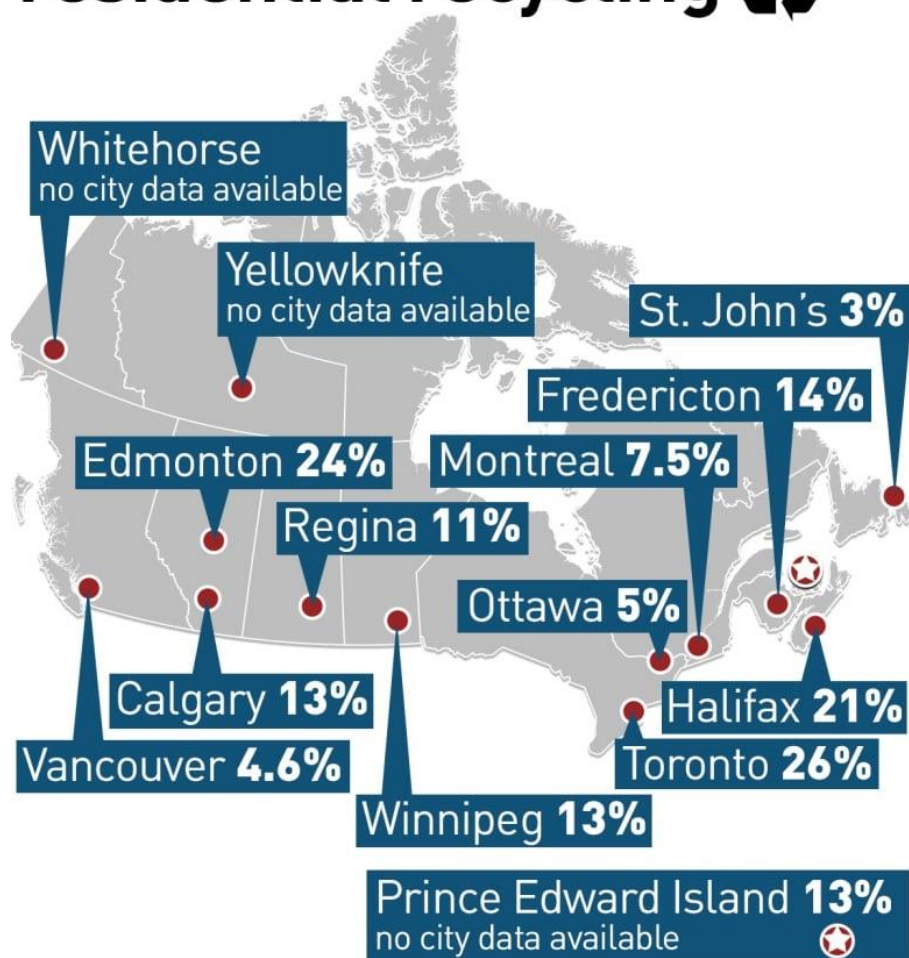 residential recycling
Whitehorse
no city data available
Yellowknife
no city data available
St. John's 3%
Fredericton 14%
Edmonton 24%
Montreal 7.5%
Regina 11%
Ottawa 5%
Calgary 13%
Halifax 21%
Vancouver 4.6%
Toronto 26%
Winnipeg 13%
Prince Edward Island 13%
no city data available